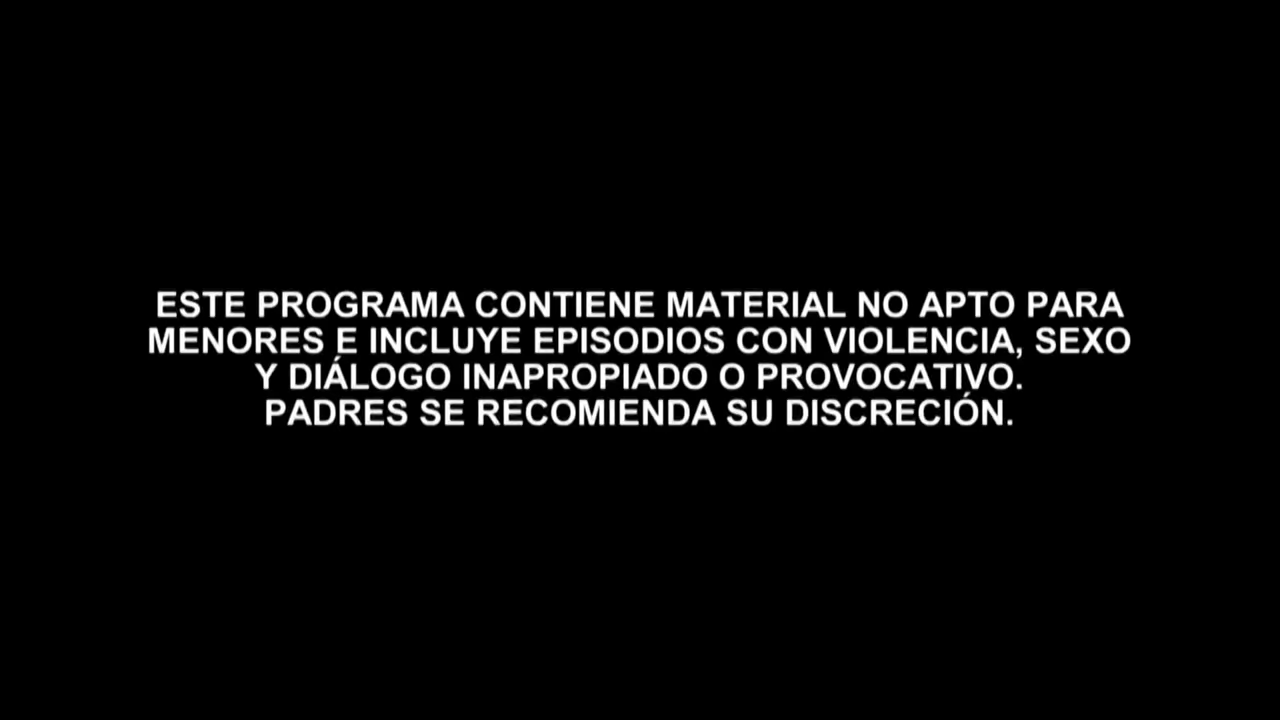 ESTE PROGRAMA CONTIENE MATERIAL NO APTO PARA
MENORES E INCLUYE EPISODIOS CON VIOLENCIA, SEXO
Y DIÁLOGO INAPROPIADO O PROVOCATIVO.
PADRES SE RECOMIENDA SU DISCRECIÓN.